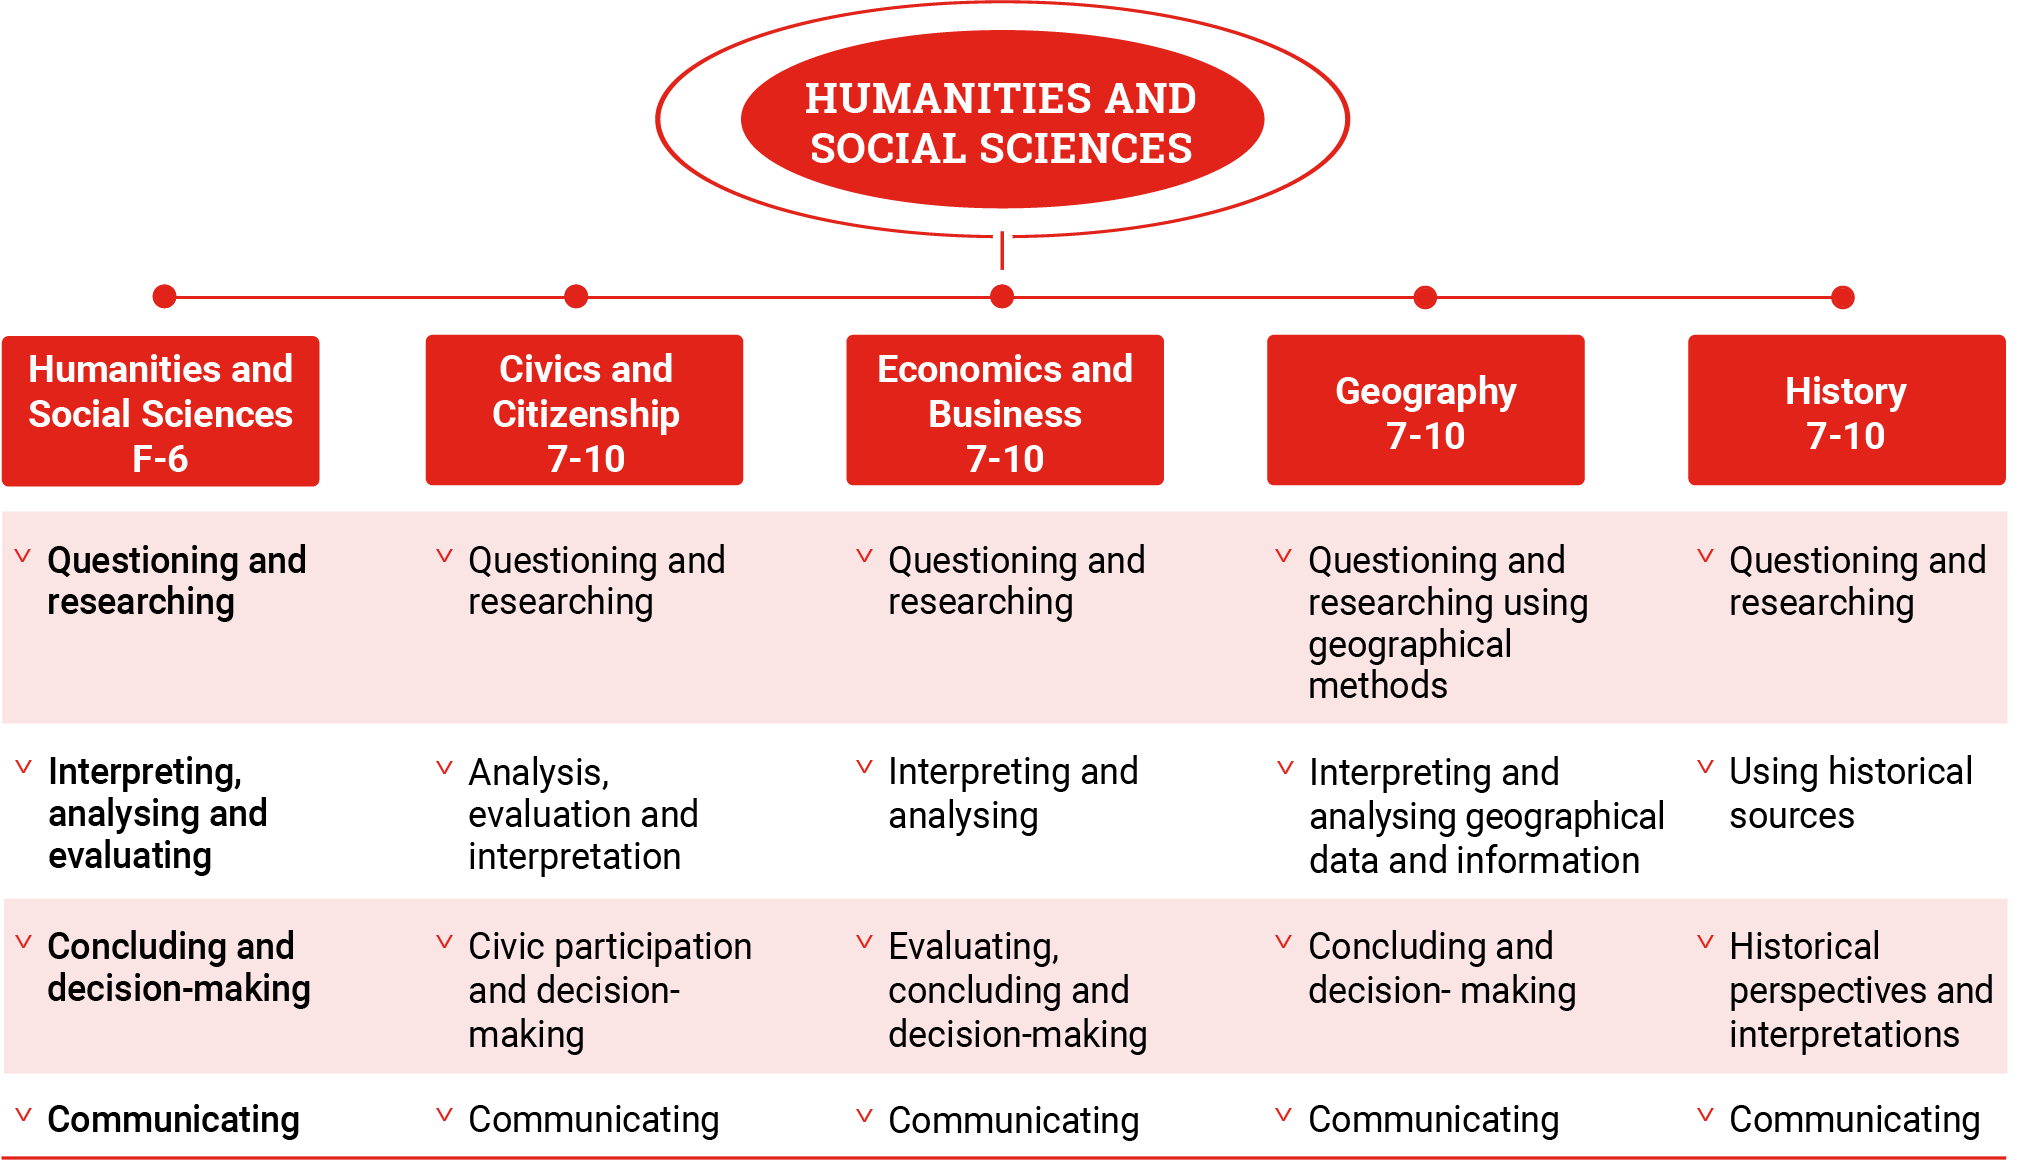 HUMANITIES AND
SOCIAL SCIENCES
Humanities and
Social Sciences
F-6
Civics and
Citizenship
7-10
Economics and
Business
7-10
Geography
7-10
History
7-10
Questioning and
researching
Questioning and
researching
Questioning and
researching
Questioning and
researching using
geographical
methods
Questioning and
researching
Interpreting,
analysing and
evaluating
Analysis,
evaluation and
interpretation
Interpreting and
analysing
Interpreting and
analysing geographical
data and information
Using historical
sources
Concluding and
decision-making
Civic participation
and decision-
making
Evaluating,
concluding and
decision-making
Concluding and
decision- making
Historical
perspectives and
interpretations
Communicating
Communicating
Communicating
Communicating
Communicating